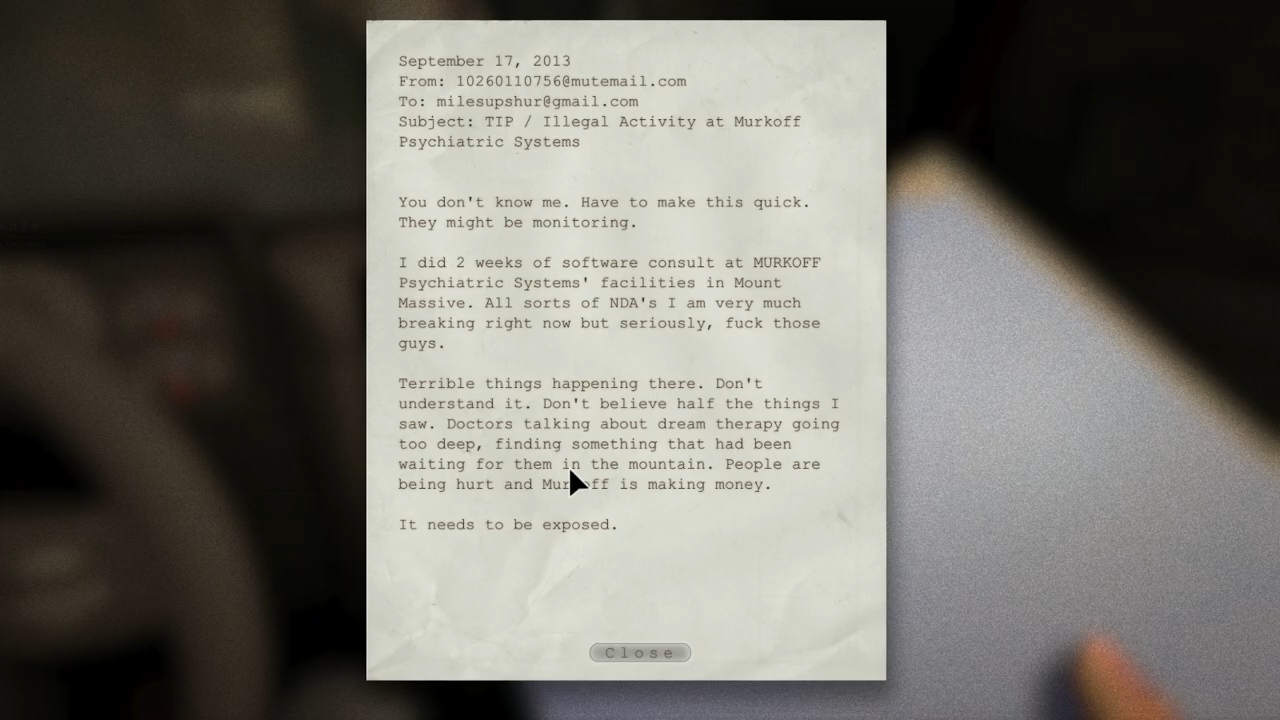 September 17, 2013
From: 10260110756@mutemail.com
To: milesupshur@gmail.com
Subject: TIP / Illegal Activity at Murkoff
Psychiatric Systems
You don't know me. Have to make this quick.
They might be monitoring.
I did 2 weeks of software consult at MURKOFF
Psychiatric Systems' facilities in Mount
Massive. All sorts of NDA's I am very much
breaking right now but seriously, fuck those
guys.
Terrible things happening there. Don't
understand it. Don't believe half the things I
saw. Doctors talking about dream therapy going
too deep, finding something that had been
waiting for them in the mountain. People are
being hurt and Murkoff is making money.
It needs to be exposed.
Close